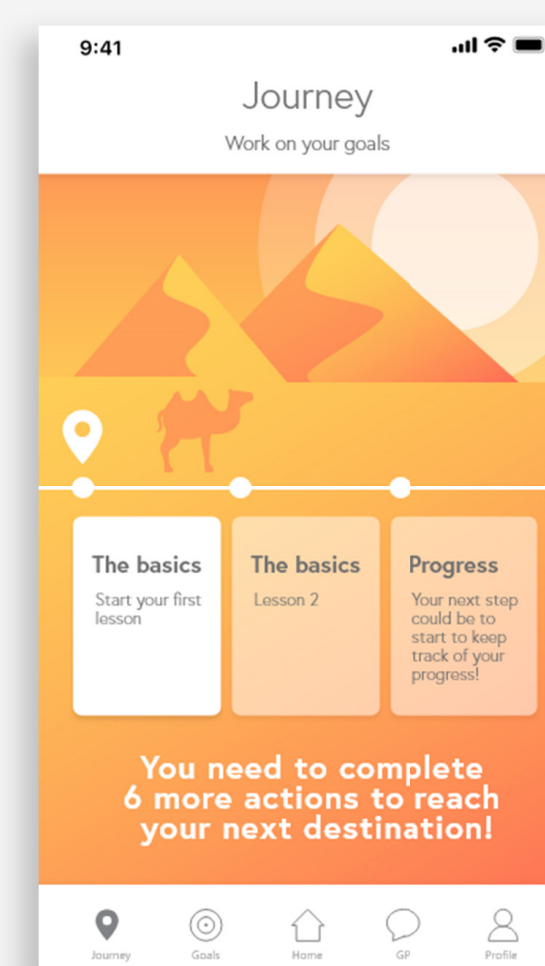 9:41
Journey
Work on your goals
The basics
Start your first
lesson
The basics
Lesson 2
Progress
Your next step
could be to
start to keep
track of your
progress!
You need to complete
6 more actions to reach
your next destination!
Journey
Goals
Home
GP
Profile